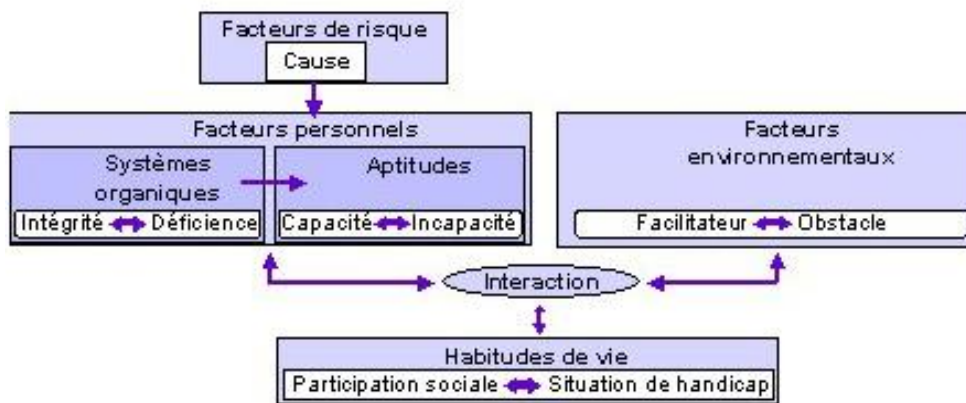 Facteurs de risque
Cause
Facteurs personnels
Systèmes
organiques
Intégrité Déficience
Aptitudes
Capacité Incapacité
Facteurs
environnementaux
Facilitateur Obstacle
Interaction
Habitudes de vie
Participation sociale Situation de handicap